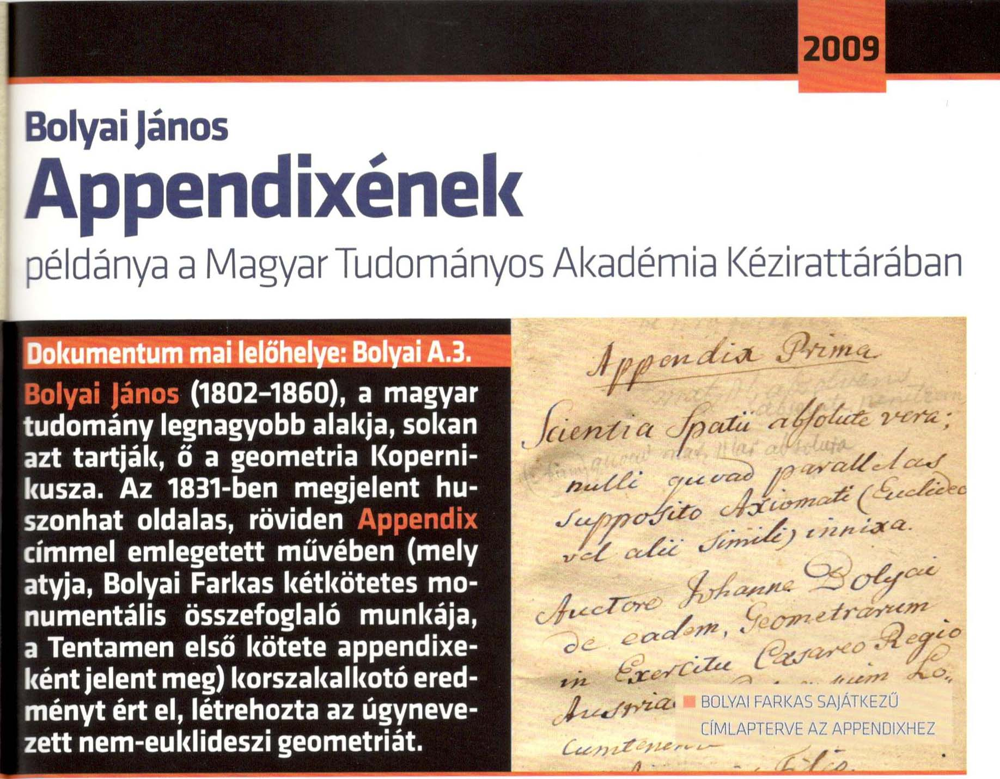 2009
Bolyai János
Appendixének
példánya a Magyar Tudományos Akadémia Kézirattárában
Dokumentum mai lelőhelye: Bolyai A.3.
Bolyai János (1802–1860), a magyar
tudomány legnagyobb alakja, sokan
azt tartják, ő a geometria Koperni-
kusza. Az 1831-ben megjelent hu-
szonhat oldalas, röviden Appendix
címmel emlegetett művében (mely
atyja, Bolyai Farkas kétkötetes mo-
numentális összefoglaló munkája,
a Tentamen első kötete appendixe-
ként jelent meg) korszakalkotó ered-
ményt ért el, létrehozta az úgyneve-
zett nem-euklideszi geometriát.
Appendix Prima.
Scientia Spatii absolute vera;
nulli quoad parallelas
supposito Axiomati (Euclideo
vel alii simili) innixa.
Auctore Johanne Bolyai
de eadem, Geometrarum
in Exercitu Cæsareo Regio
Austria
Filio.
BOLYAI FARKAS SAJÁTKEZŰ
CÍMLAPTERVE AZ APPENDIXHEZ